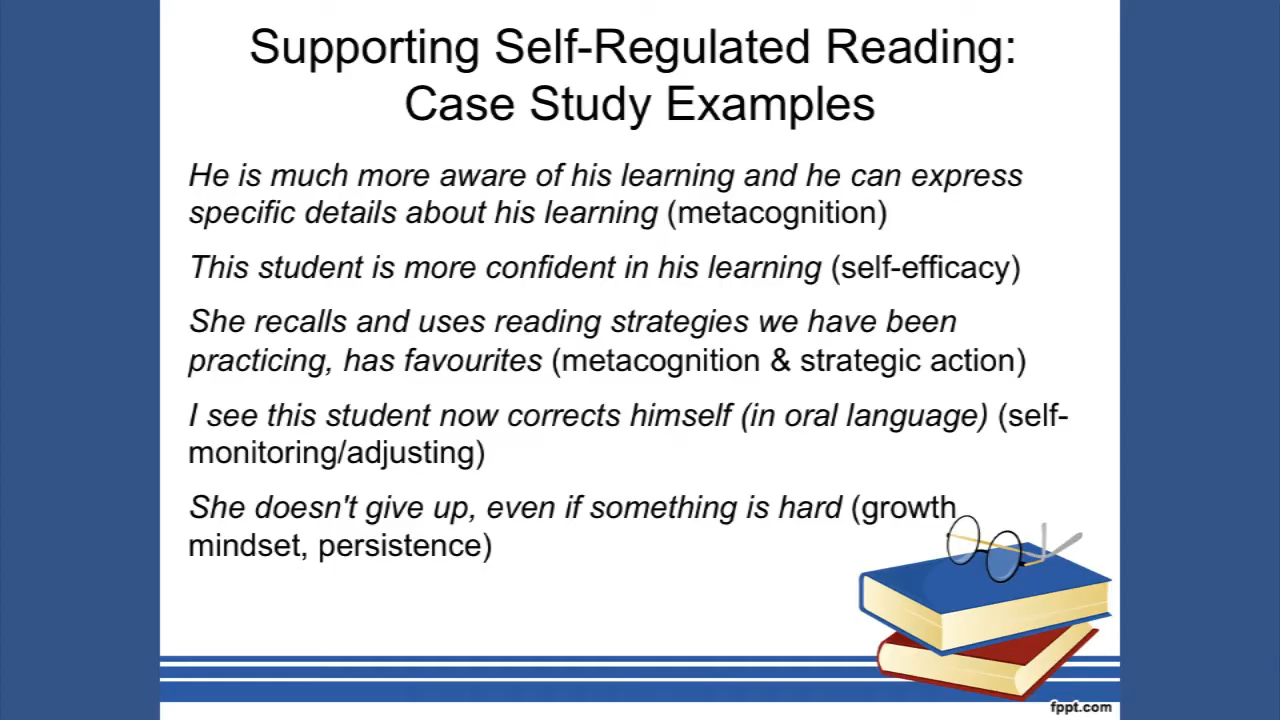 Supporting Self-Regulated Reading:
Case Study Examples
He is much more aware of his learning and he can express
specific details about his learning (metacognition)
This student is more confident in his learning (self-efficacy)
She recalls and uses reading strategies we have been
practicing, has favourites (metacognition & strategic action)
I see this student now corrects himself (in oral language) (self-
monitoring/adjusting)
She doesn't give up, even if something is hard (growth
mindset, persistence)
fppt.com